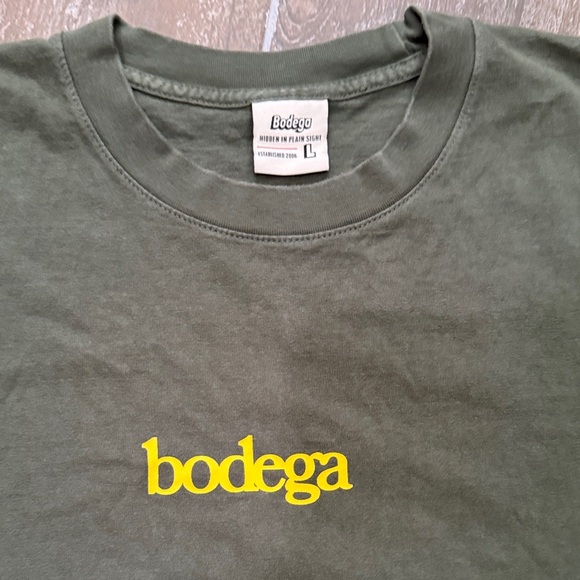 Bodega
HIDDEN IN PLAIN SIGHT
ESTABLISHED 2006
L
bodega